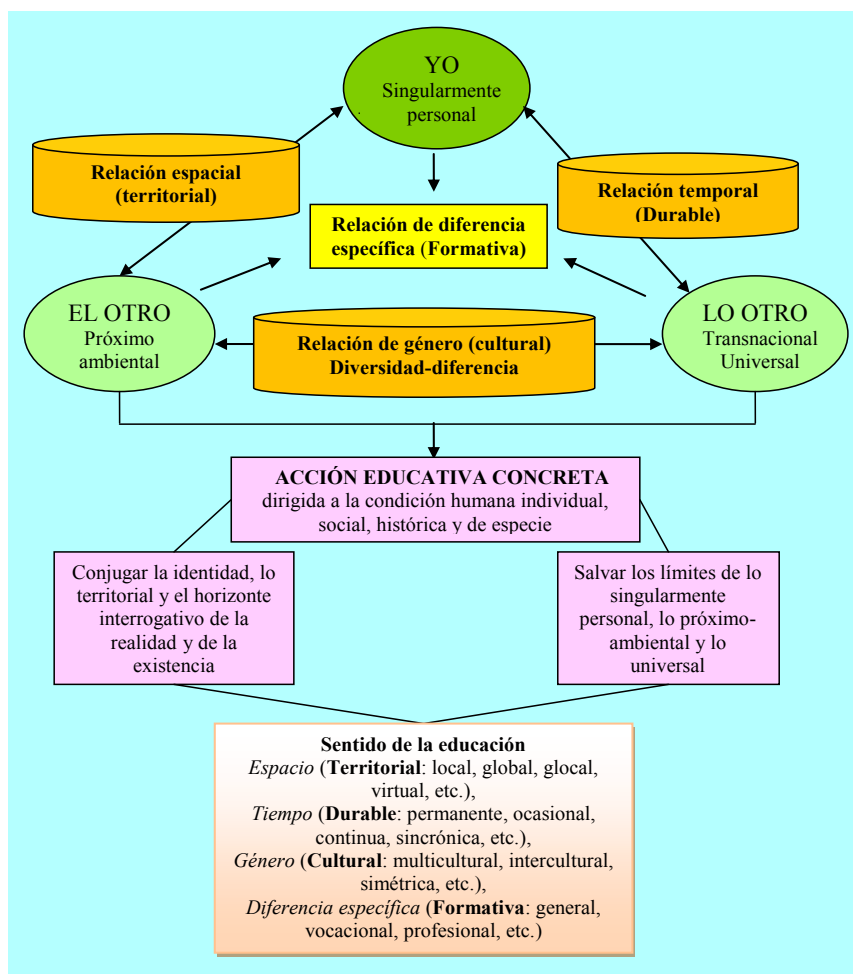 YO
Singularmente
personal
Relación espacial
(territorial)
Relación temporal
(Durable)
Relación de diferencia
específica (Formativa)
EL OTRO
Próximo
ambiental
Relación de género (cultural)
Diversidad-diferencia
LO OTRO
Transnacional
Universal
ACCIÓN EDUCATIVA CONCRETA
dirigida a la condición humana individual,
social, histórica y de especie
Conjugar la identidad, lo
territorial y el horizonte
interrogativo de la
realidad y de la
existencia
Salvar los límites de lo
singularmente
personal, lo próximo-
ambiental y lo
universal
Sentido de la educación
Espacio (Territorial: local, global, glocal,
virtual, etc.),
Tiempo (Durable: permanente, ocasional,
continua, sincrónica, etc.),
Género (Cultural: multicultural, intercultural,
simétrica, etc.),
Diferencia específica (Formativa: general,
vocacional, profesional, etc.)